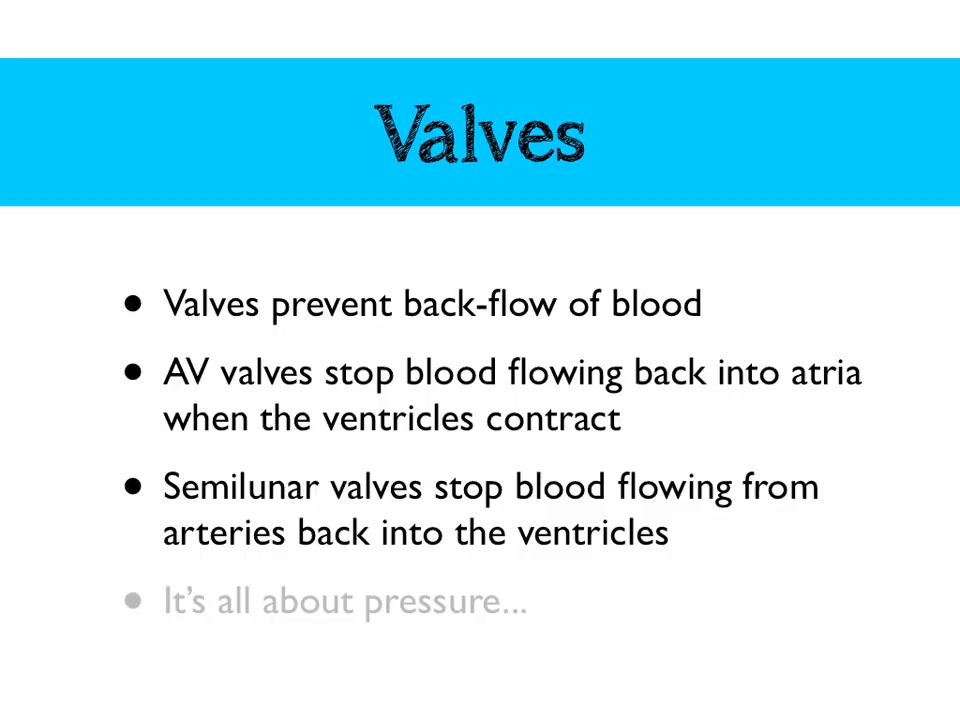 Valves
• Valves prevent back-flow of blood
• AV valves stop blood flowing back into atria
when the ventricles contract
• Semilunar valves stop blood flowing from
arteries back into the ventricles
• It’s all about pressure...